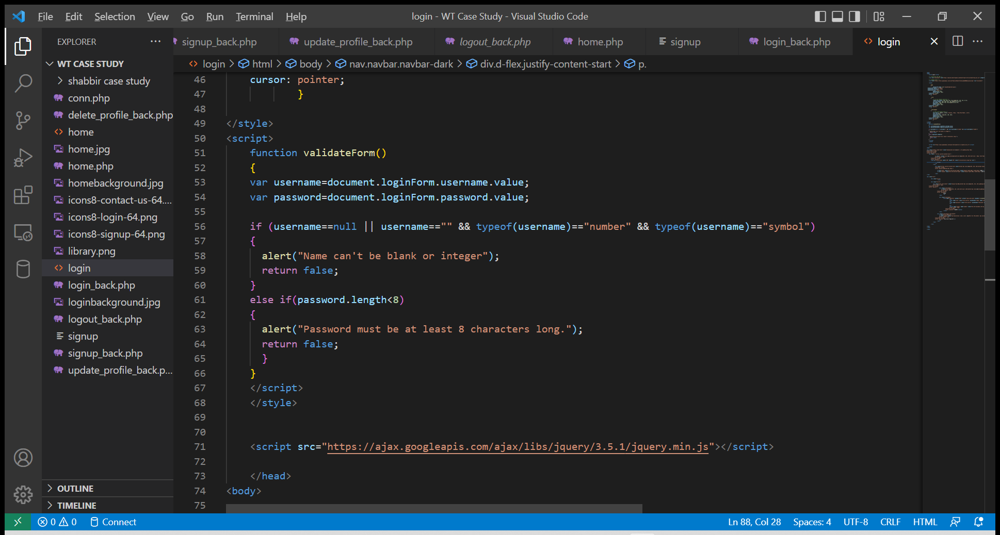 File Edit Selection View Go Run Terminal Help
login - WT Case Study - Visual Studio Code
EXPLORER
signup_back.php update_profile_back.php logout_back.php home.php signup login_back.php login
WT CASE STUDY
shabbir case study
conn.php
delete_profile_back.php
home
home.jpg
home.php
homebackground.jpg
icons8-contact-us-64....
icons8-login-64.png
icons8-signup-64.png
library.png
login
login_back.php
loginbackground.jpg
logout_back.php
signup
signup_back.php
update_profile_back.p...
OUTLINE
TIMELINE
login > html > body > nav.navbar.navbar-dark > div.d-flex.justify-content-start > p.
46 cursor: pointer;
47 }
48
49 </style>
50 <script>
51 function validateForm()
52 {
53 var username=document.loginForm.username.value;
54 var password=document.loginForm.password.value;
55
56 if (username==null || username=="" && typeof(username)=="number" && typeof(username)=="symbol")
57 {
58 alert("Name can't be blank or integer");
59 return false;
60 }
61 else if(password.length<8)
62 {
63 alert("Password must be at least 8 characters long.");
64 return false;
65 }
66 }
67 </script>
68 </style>
69
70
71 <script src="https://ajax.googleapis.com/ajax/libs/jquery/3.5.1/jquery.min.js"></script>
72
73 </head>
74 <body>
75
0 0 Connect
Ln 88, Col 28 Spaces: 4 UTF-8 CRLF HTML